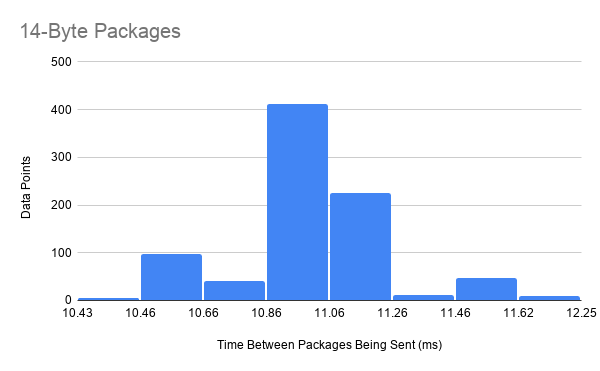 14-Byte Packages
500
400
300
200
100
0
Data Points
10.43 10.46 10.66 10.86 11.06 11.26 11.46 11.62 12.25
Time Between Packages Being Sent (ms)